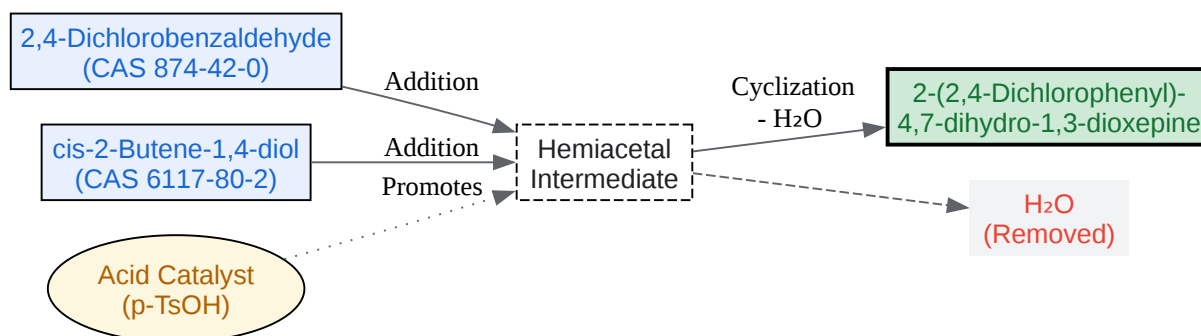 2,4-Dichlorobenzaldehyde
(CAS 874-42-0)
Addition
cis-2-Butene-1,4-diol
(CAS 6117-80-2)
Addition
Promotes
Acid Catalyst
(p-TsOH)
Hemiacetal
Intermediate
Cyclization
- H₂O
2-(2,4-Dichlorophenyl)-
4,7-dihydro-1,3-dioxepine
H₂O
(Removed)